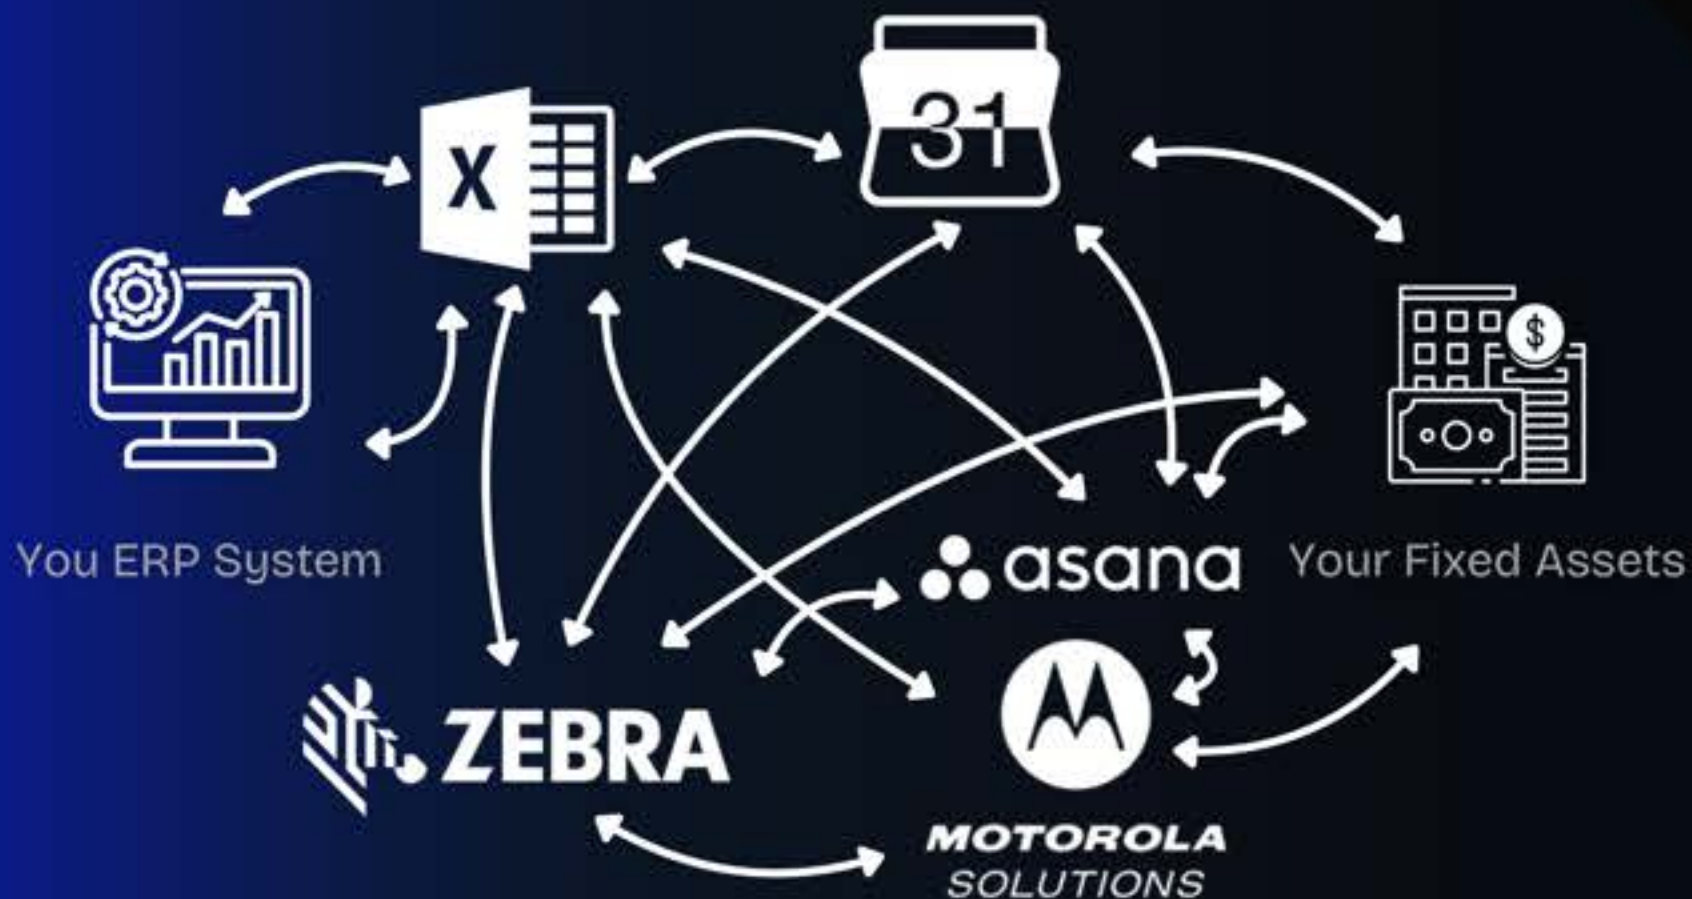 31
X
$
You ERP System
asana
Your Fixed Assets
ZEBRA
MOTOROLA
SOLUTIONS